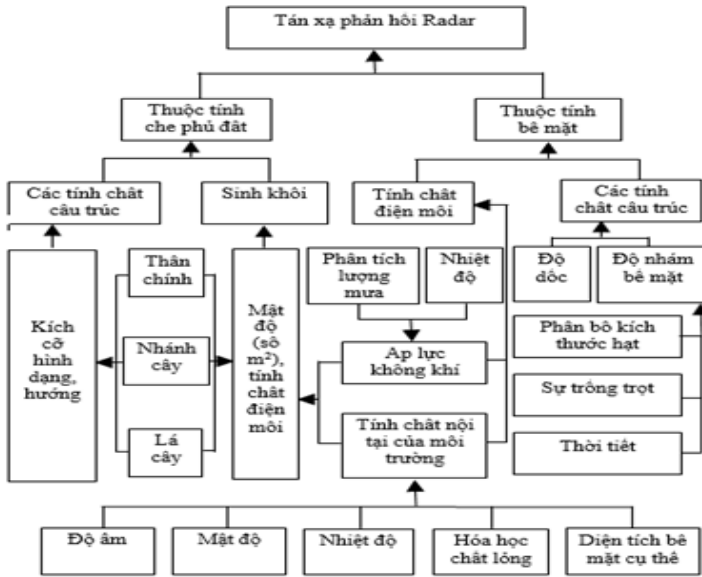 Tán xạ phản hồi Radar
Thuộc tính
che phủ đất
Thuộc tính
bề mặt
Các tính chất
cấu trúc
Sinh khối
Tính chất
điện môi
Các tính
chất cấu trúc
Kích
cỡ
hình
dạng,
hướng
Thân
chính
Nhánh
cây
Lá
cây
Mật
độ
(số
m²),
tính
chất
điện
môi
Phân tích
lượng
mưa
Nhiệt
độ
Độ
dốc
Độ nhám
bề mặt
Áp lực
không khí
Phân bố kích
thước hạt
Sự trồng trọt
Tính chất nội
tại của môi
trường
Thời tiết
Độ ẩm
Mật độ
Nhiệt độ
Hóa học
chất lỏng
Diện tích bề
mặt cụ thể